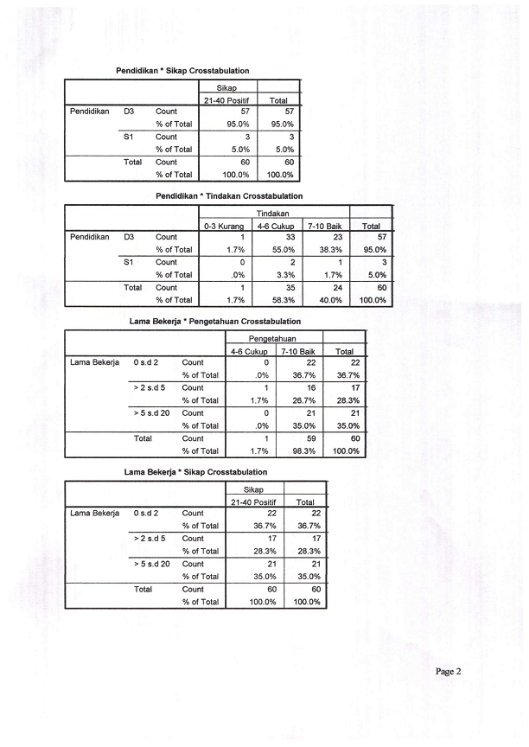 Pendidikan * Sikap Crosstabulation
Sikap
21-40 Positif Total
Pendidikan D3 Count 57 57
% of Total 95.0% 95.0%
S1 Count 3 3
% of Total 5.0% 5.0%
Total Count 60 60
% of Total 100.0% 100.0%
Pendidikan * Tindakan Crosstabulation
Tindakan
0-3 Kurang 4-6 Cukup 7-10 Baik Total
Pendidikan D3 Count 1 33 23 57
% of Total 1.7% 55.0% 38.3% 95.0%
S1 Count 0 2 1 3
% of Total .0% 3.3% 1.7% 5.0%
Total Count 1 35 24 60
% of Total 1.7% 58.3% 40.0% 100.0%
Lama Bekerja * Pengetahuan Crosstabulation
Pengetahuan
4-6 Cukup 7-10 Baik Total
Lama Bekerja 0 s.d 2 Count 0 22 22
% of Total .0% 36.7% 36.7%
> 2 s.d 5 Count 1 16 17
% of Total 1.7% 26.7% 28.3%
> 5 s.d 20 Count 0 21 21
% of Total .0% 35.0% 35.0%
Total Count 1 59 60
% of Total 1.7% 98.3% 100.0%
Lama Bekerja * Sikap Crosstabulation
Sikap
21-40 Positif Total
Lama Bekerja 0 s.d 2 Count 22 22
% of Total 36.7% 36.7%
> 2 s.d 5 Count 17 17
% of Total 28.3% 28.3%
> 5 s.d 20 Count 21 21
% of Total 35.0% 35.0%
Total Count 60 60
% of Total 100.0% 100.0%
Page 2